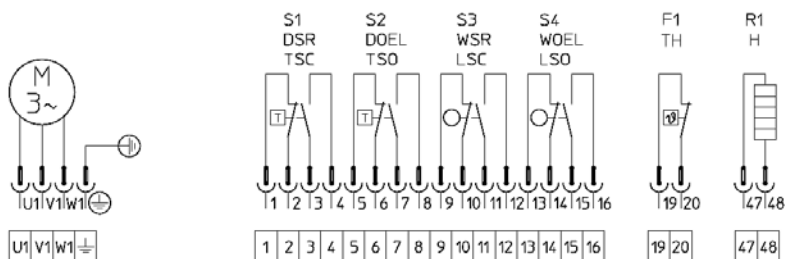 S1 S2 S3 S4 F1 R1
DSR DOEL WSR WOEL TH H
TSC TSO LSC LSO
M
3~
T T ϑ
U1 V1 W1 1 2 3 4 5 6 7 8 9 10 11 12 13 14 15 16 19 20 47 48
U1 V1 W1 1 2 3 4 5 6 7 8 9 10 11 12 13 14 15 16 19 20 47 48